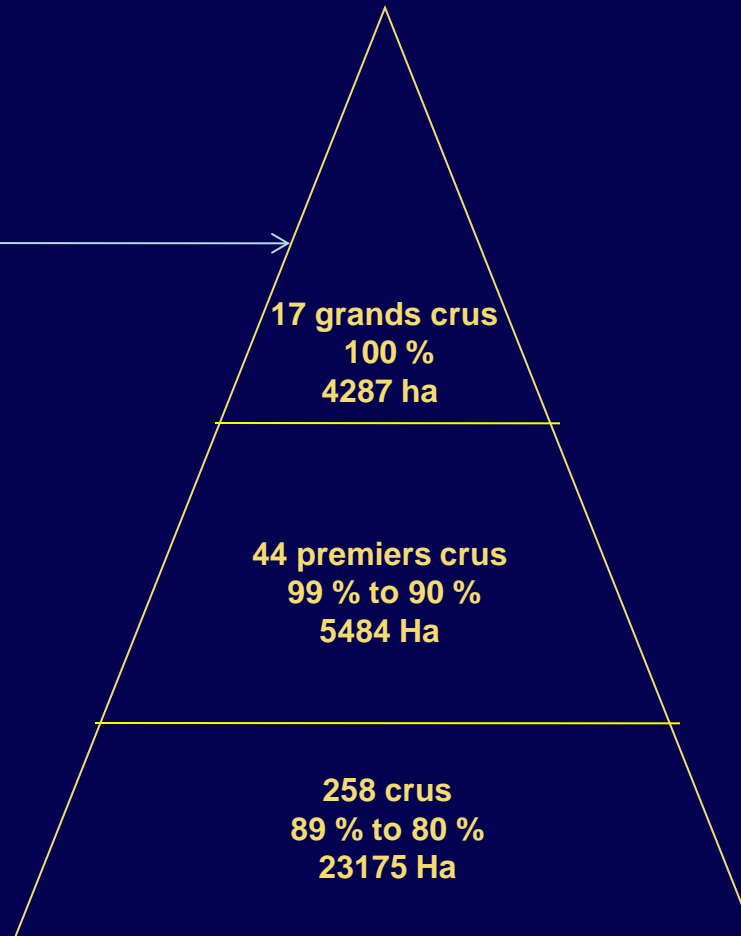 17 grands crus
100 %
4287 ha
44 premiers crus
99 % to 90 %
5484 Ha
258 crus
89 % to 80 %
23175 Ha